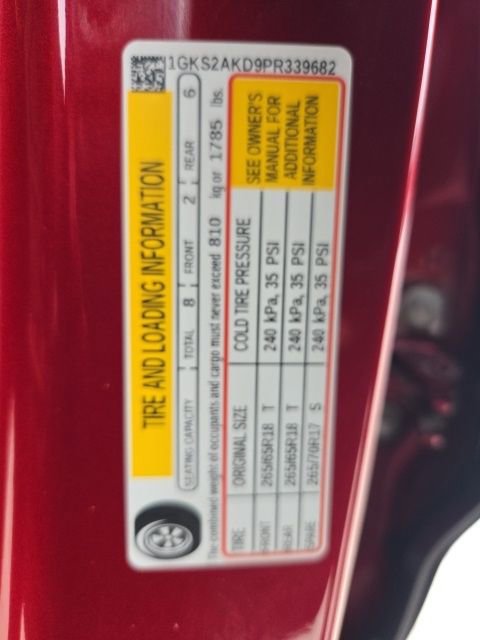 1GKS2AKD9PR339682
TIRE AND LOADING INFORMATION
SEATING CAPACITY TOTAL 8 FRONT 2 REAR 6
The combined weight of occupants and cargo must never exceed 810 kg or 1785 lbs.
TIRE ORIGINAL SIZE COLD TIRE PRESSURE
FRONT 265/65R18 T 240 kPa, 35 PSI
REAR 265/65R18 T 240 kPa, 35 PSI
SPARE 265/70R17 S 240 kPa, 35 PSI
SEE OWNER'S
MANUAL FOR
ADDITIONAL
INFORMATION